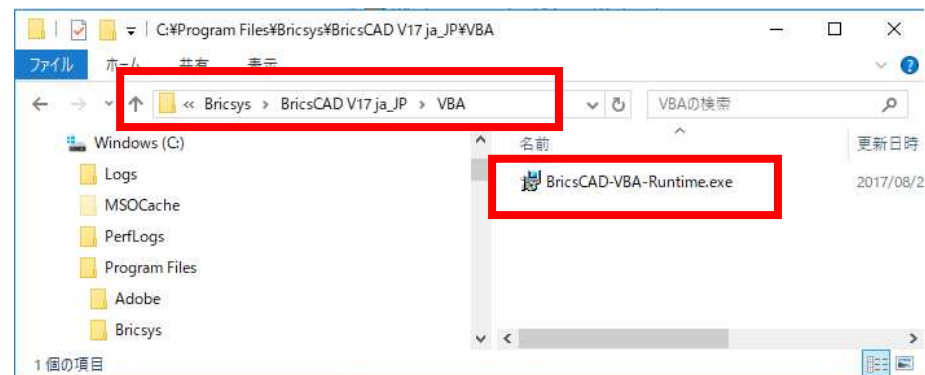 C:¥Program Files¥Bricsys¥BricsCAD V17 ja_JP¥VBA
ファイル ホーム 共有 表示
« Bricsys › BricsCAD V17 ja_JP › VBA VBAの検索
Windows (C:) 名前 更新日時
Logs BricsCAD-VBA-Runtime.exe 2017/08/2
MSOCache
PerfLogs
Program Files
Adobe
Bricsys
1 個の項目